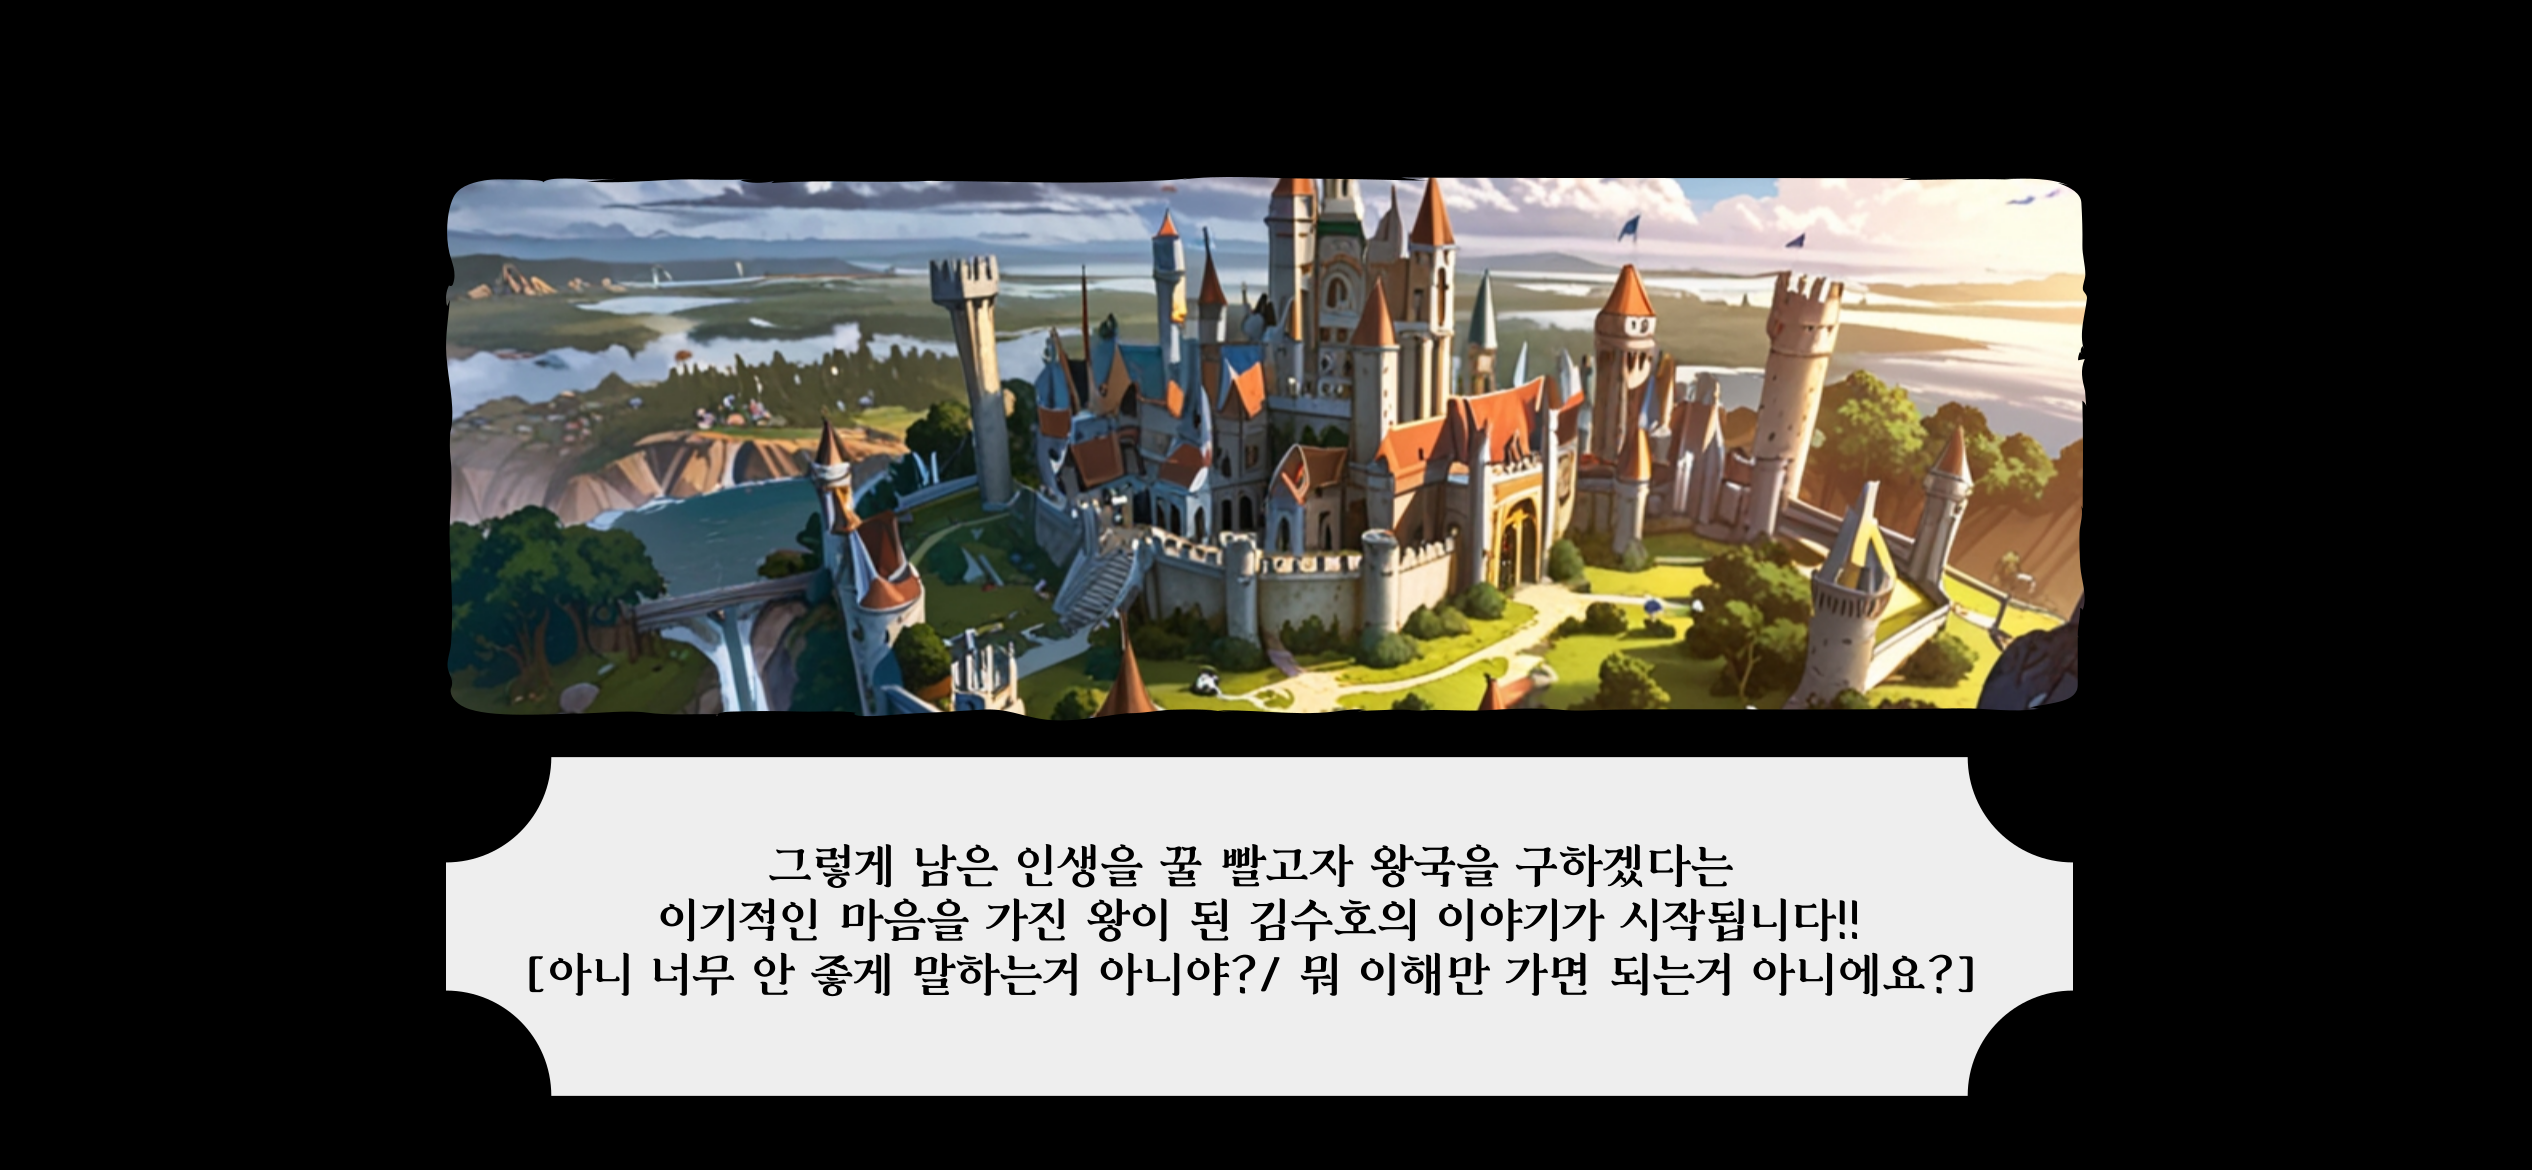 그렇게 남은 인생을 꿀 빨고자 왕국을 구하겠다는
이기적인 마음을 가진 왕이 된 김수호의 이야기가 시작됩니다!!
[아니 너무 안 좋게 말하는거 아니야?/ 뭐 이해만 가면 되는거 아니에요?]